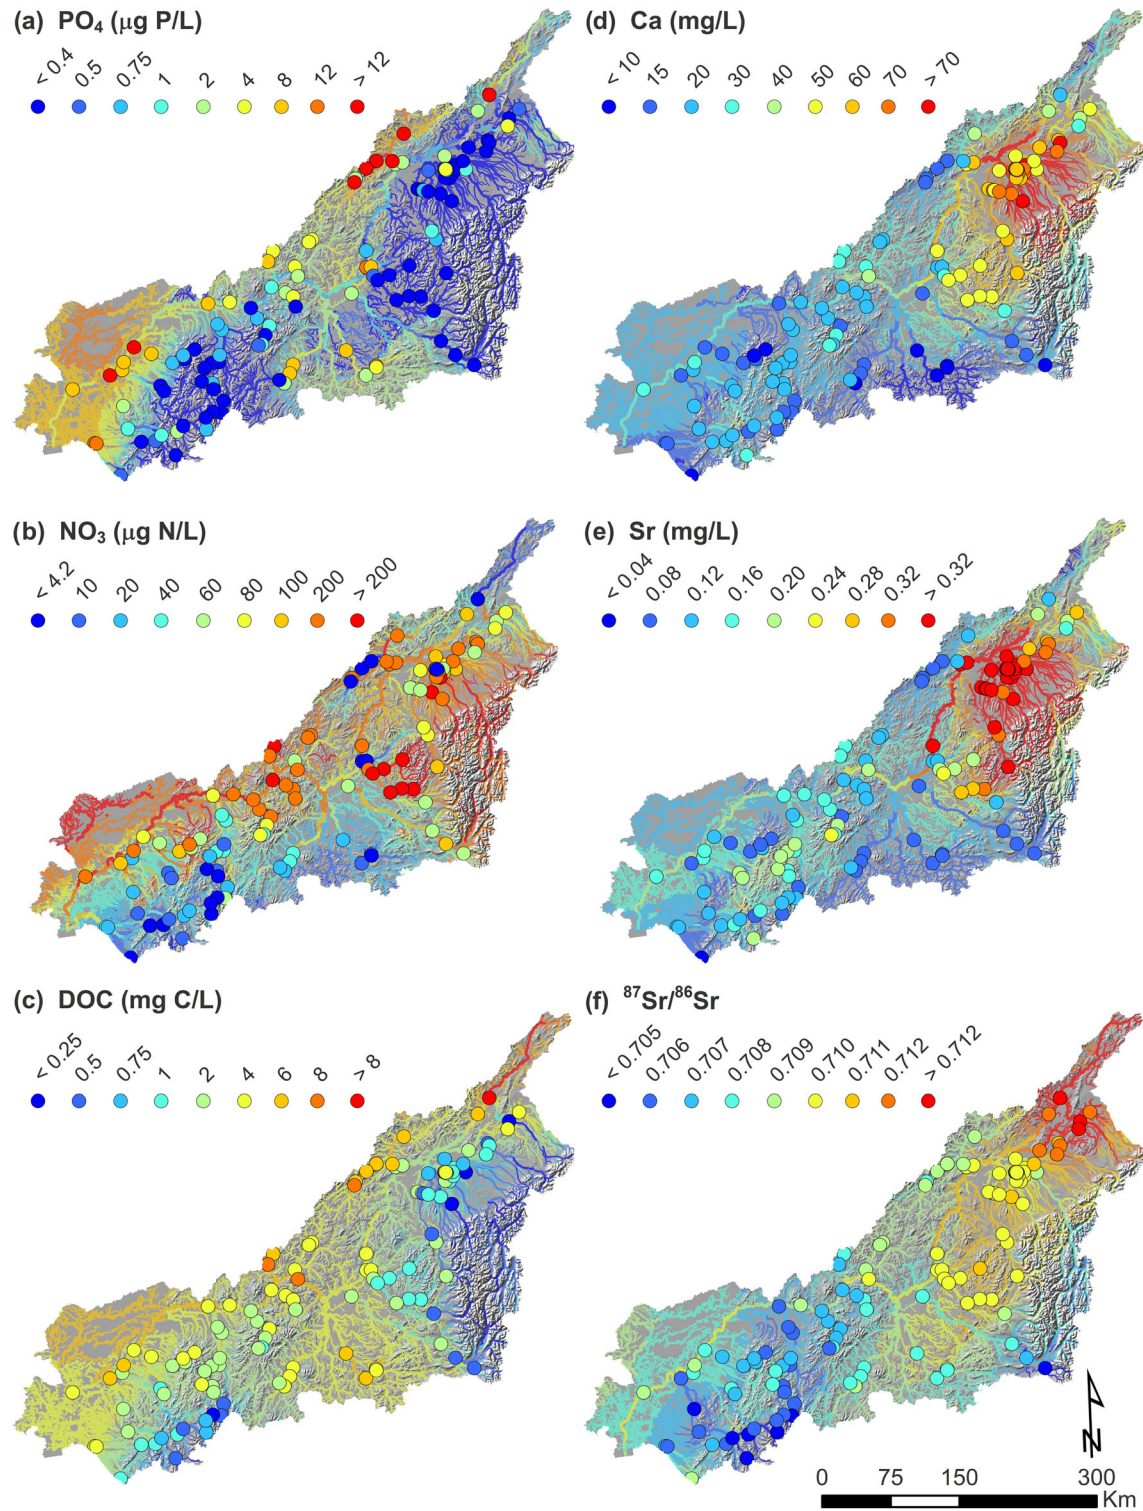 (a) PO4 (μg P/L)
< 0.4 0.5 0.75 1 2 4 8 12 > 12
(d) Ca (mg/L)
< 10 15 20 30 40 50 60 70 > 70
(b) NO3 (μg N/L)
< 4.2 10 20 40 60 80 100 200 > 200
(e) Sr (mg/L)
< 0.04 0.08 0.12 0.16 0.20 0.24 0.28 0.32 > 0.32
(c) DOC (mg C/L)
< 0.25 0.5 0.75 1 2 4 6 8 > 8
(f) 87Sr/86Sr
< 0.705 0.706 0.707 0.708 0.709 0.710 0.711 0.712 > 0.712
N
0 75 150 300
Km